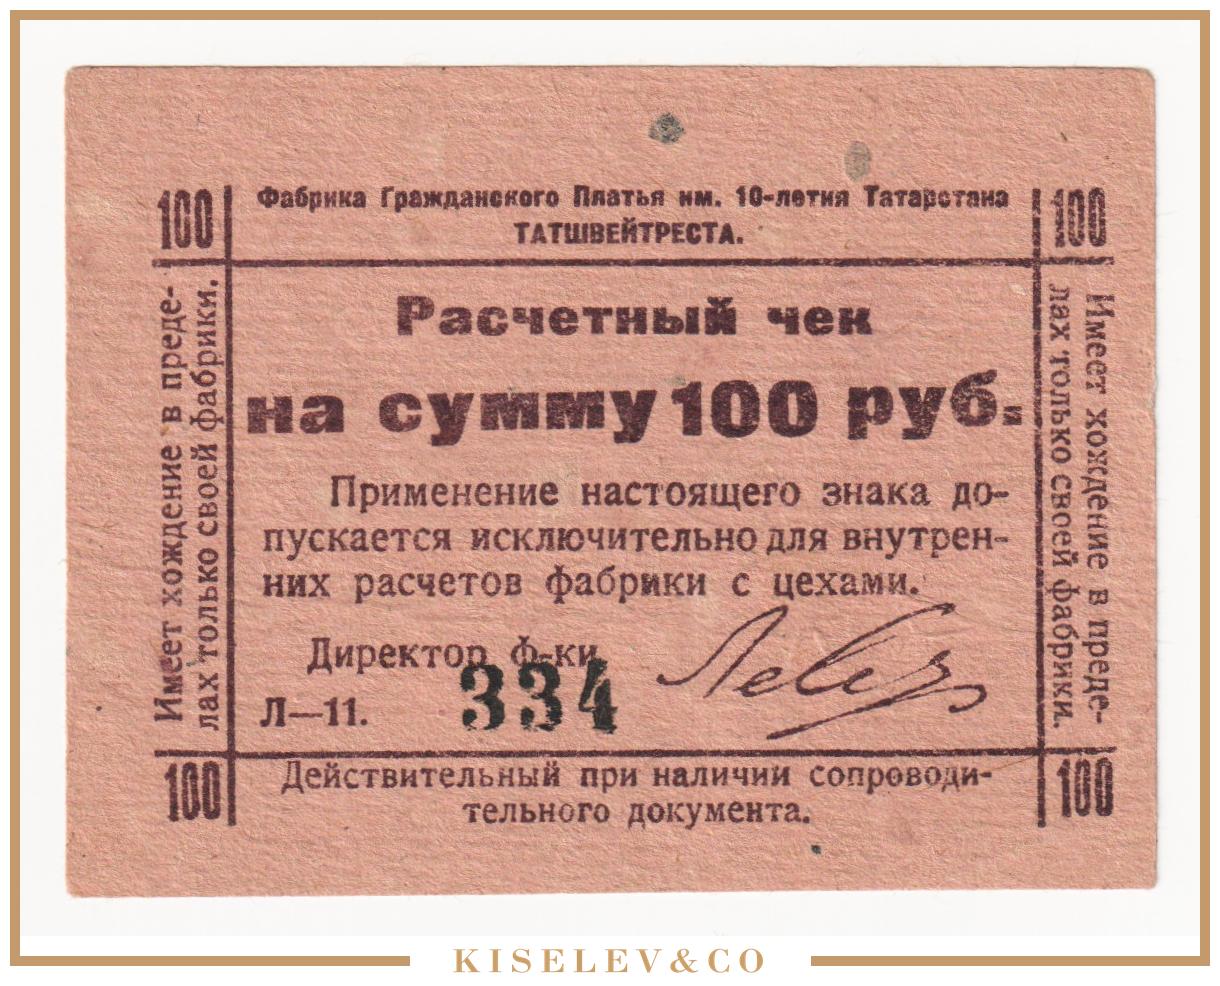 100
Фабрика Гражданского Платья им. 10-летия Татарстана
ТАТШВЕЙТРЕСТА.
100
Имеет хождение в преде-
лах только своей фабрики.
Расчетный чек
на сумму 100 руб.
Применение настоящего знака до-
пускается исключительно для внутрен-
них расчетов фабрики с цехами.
Директор ф-ки
Л—11.
334
Имеет хождение в преде-
лах только своей фабрики.
100
Действительный при наличии сопроводи-
тельного документа.
100
KISELEV&CO